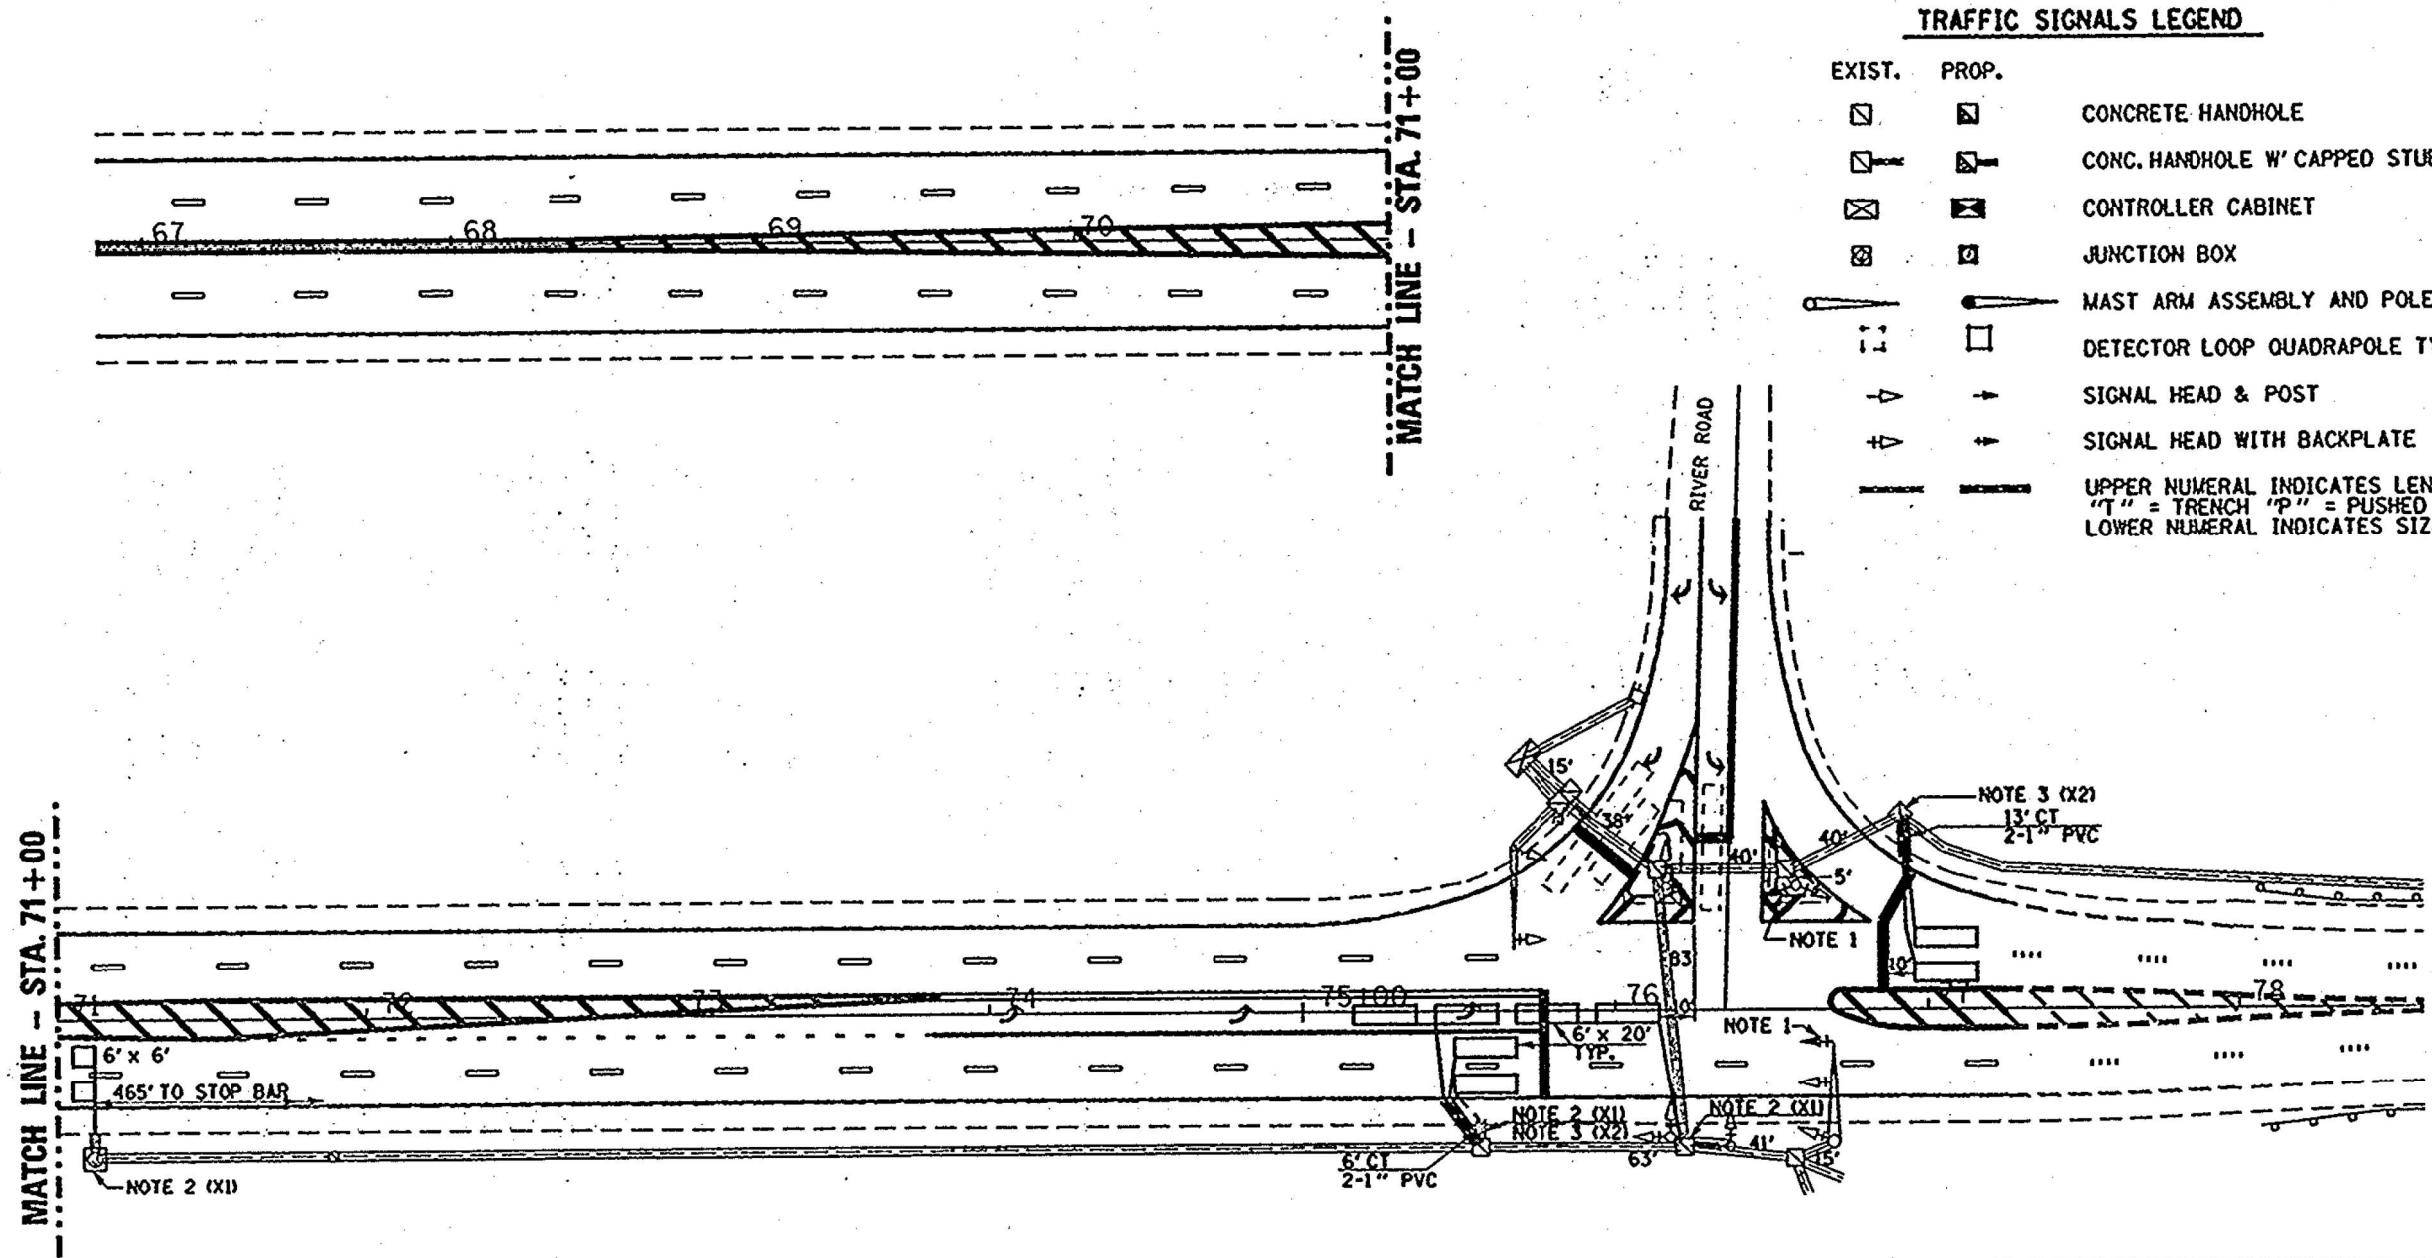 TRAFFIC SIGNALS LEGEND
EXIST. PROP.
CONCRETE HANDHOLE
CONC. HANDHOLE W' CAPPED STUB
CONTROLLER CABINET
JUNCTION BOX
MAST ARM ASSEMBLY AND POLE
DETECTOR LOOP QUADRAPOLE TY
SIGNAL HEAD & POST
SIGNAL HEAD WITH BACKPLATE
UPPER NUMERAL INDICATES LEN
"T" = TRENCH "P" = PUSHED
LOWER NUMERAL INDICATES SIZ
67 68 69 70
MATCH LINE - STA. 71+00
RIVER ROAD
15'
38'
40'
40'
5'
NOTE 3 (X2)
13' CT
2-1" PVC
NOTE 1
83
10'
MATCH LINE - STA. 71+00
71 72 73 74 75+00 76 78
6' x 6'
465' TO STOP BAR
NOTE 2 (X1)
6' x 20'
TYP.
NOTE 1
NOTE 2 (X1)
NOTE 3 (X2)
NOTE 2 (X1)
6' CT
2-1" PVC
63'
41'
15'